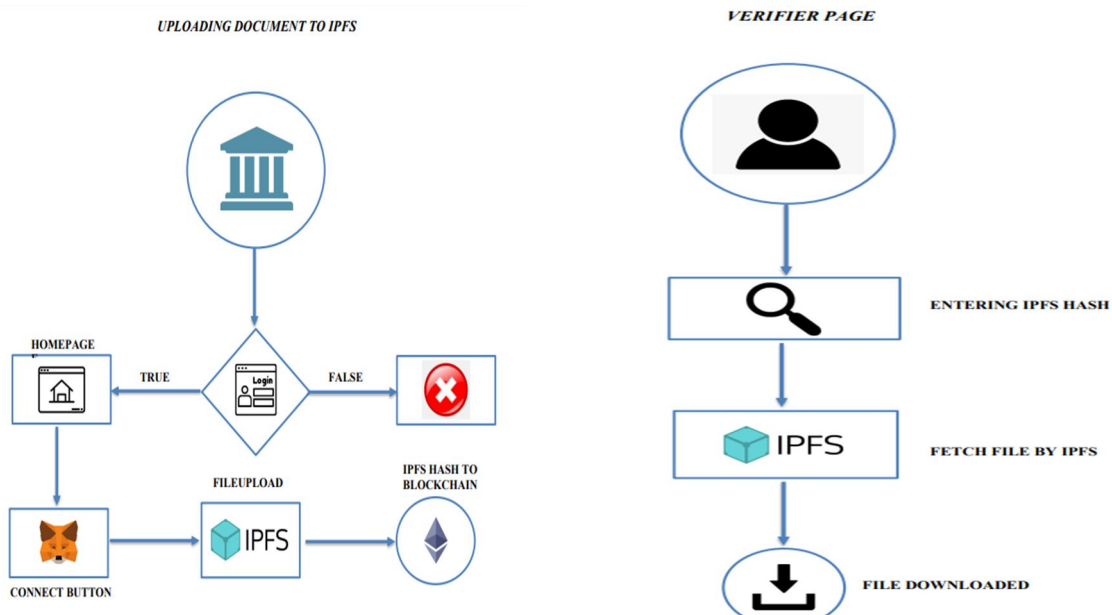 UPLOADING DOCUMENT TO IPFS
HOMEPAGE
TRUE
Login
FALSE
FILEUPLOAD
IPFS HASH TO
BLOCKCHAIN
IPFS
CONNECT BUTTON
VERIFIER PAGE
ENTERING IPFS HASH
IPFS
FETCH FILE BY IPFS
FILE DOWNLOADED